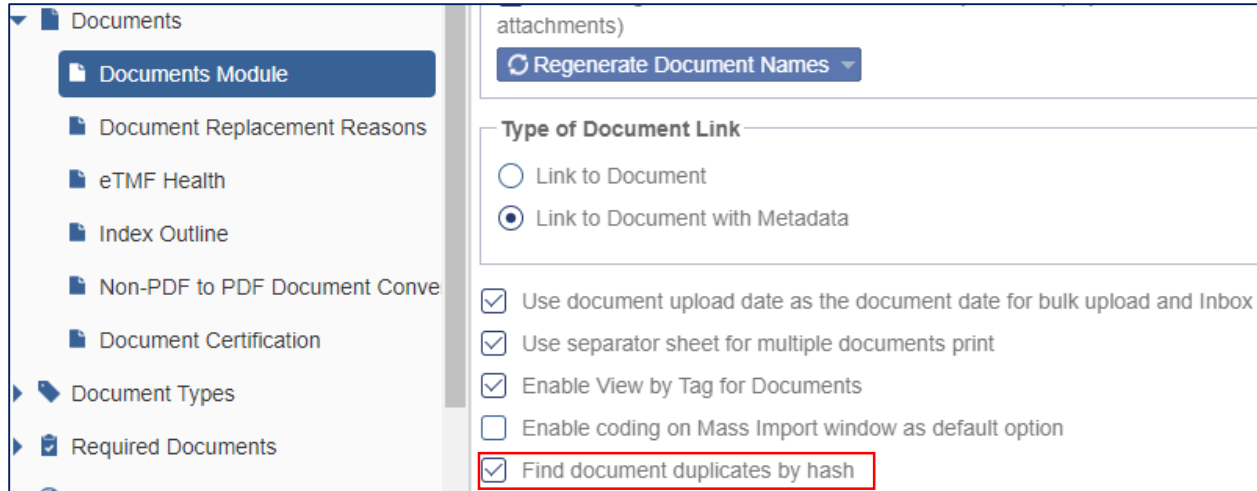 Documents
Documents Module
Document Replacement Reasons
eTMF Health
Index Outline
Non-PDF to PDF Document Conve
Document Certification
Document Types
Required Documents
attachments)
Regenerate Document Names
Type of Document Link
Link to Document
Link to Document with Metadata
Use document upload date as the document date for bulk upload and Inbox
Use separator sheet for multiple documents print
Enable View by Tag for Documents
Enable coding on Mass Import window as default option
Find document duplicates by hash